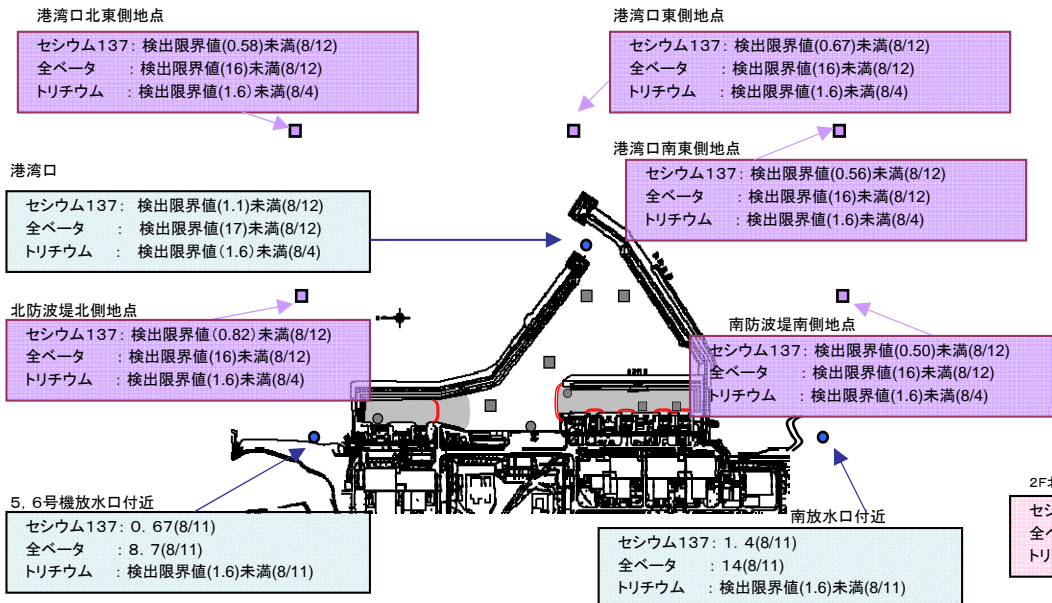 港湾口北東側地点
セシウム137: 検出限界値(0.58)未満(8/12)
全ベータ : 検出限界値(16)未満(8/12)
トリチウム : 検出限界値(1.6)未満(8/4)
港湾口東側地点
セシウム137: 検出限界値(0.67)未満(8/12)
全ベータ : 検出限界値(16)未満(8/12)
トリチウム : 検出限界値(1.6)未満(8/4)
港湾口南東側地点
セシウム137: 検出限界値(0.56)未満(8/12)
全ベータ : 検出限界値(16)未満(8/12)
トリチウム : 検出限界値(1.6)未満(8/4)
港湾口
セシウム137: 検出限界値(1.1)未満(8/12)
全ベータ : 検出限界値(17)未満(8/12)
トリチウム : 検出限界値(1.6)未満(8/4)
北防波堤北側地点
セシウム137: 検出限界値(0.82)未満(8/12)
全ベータ : 検出限界値(16)未満(8/12)
トリチウム : 検出限界値(1.6)未満(8/4)
南防波堤南側地点
セシウム137: 検出限界値(0.50)未満(8/12)
全ベータ : 検出限界値(16)未満(8/12)
トリチウム : 検出限界値(1.6)未満(8/4)
5, 6号機放水口付近
セシウム137: 0. 67(8/11)
全ベータ : 8. 7(8/11)
トリチウム : 検出限界値(1.6)未満(8/11)
南放水口付近
セシウム137: 1. 4(8/11)
全ベータ : 14(8/11)
トリチウム : 検出限界値(1.6)未満(8/11)
2F
セシ
全ベ
トリ